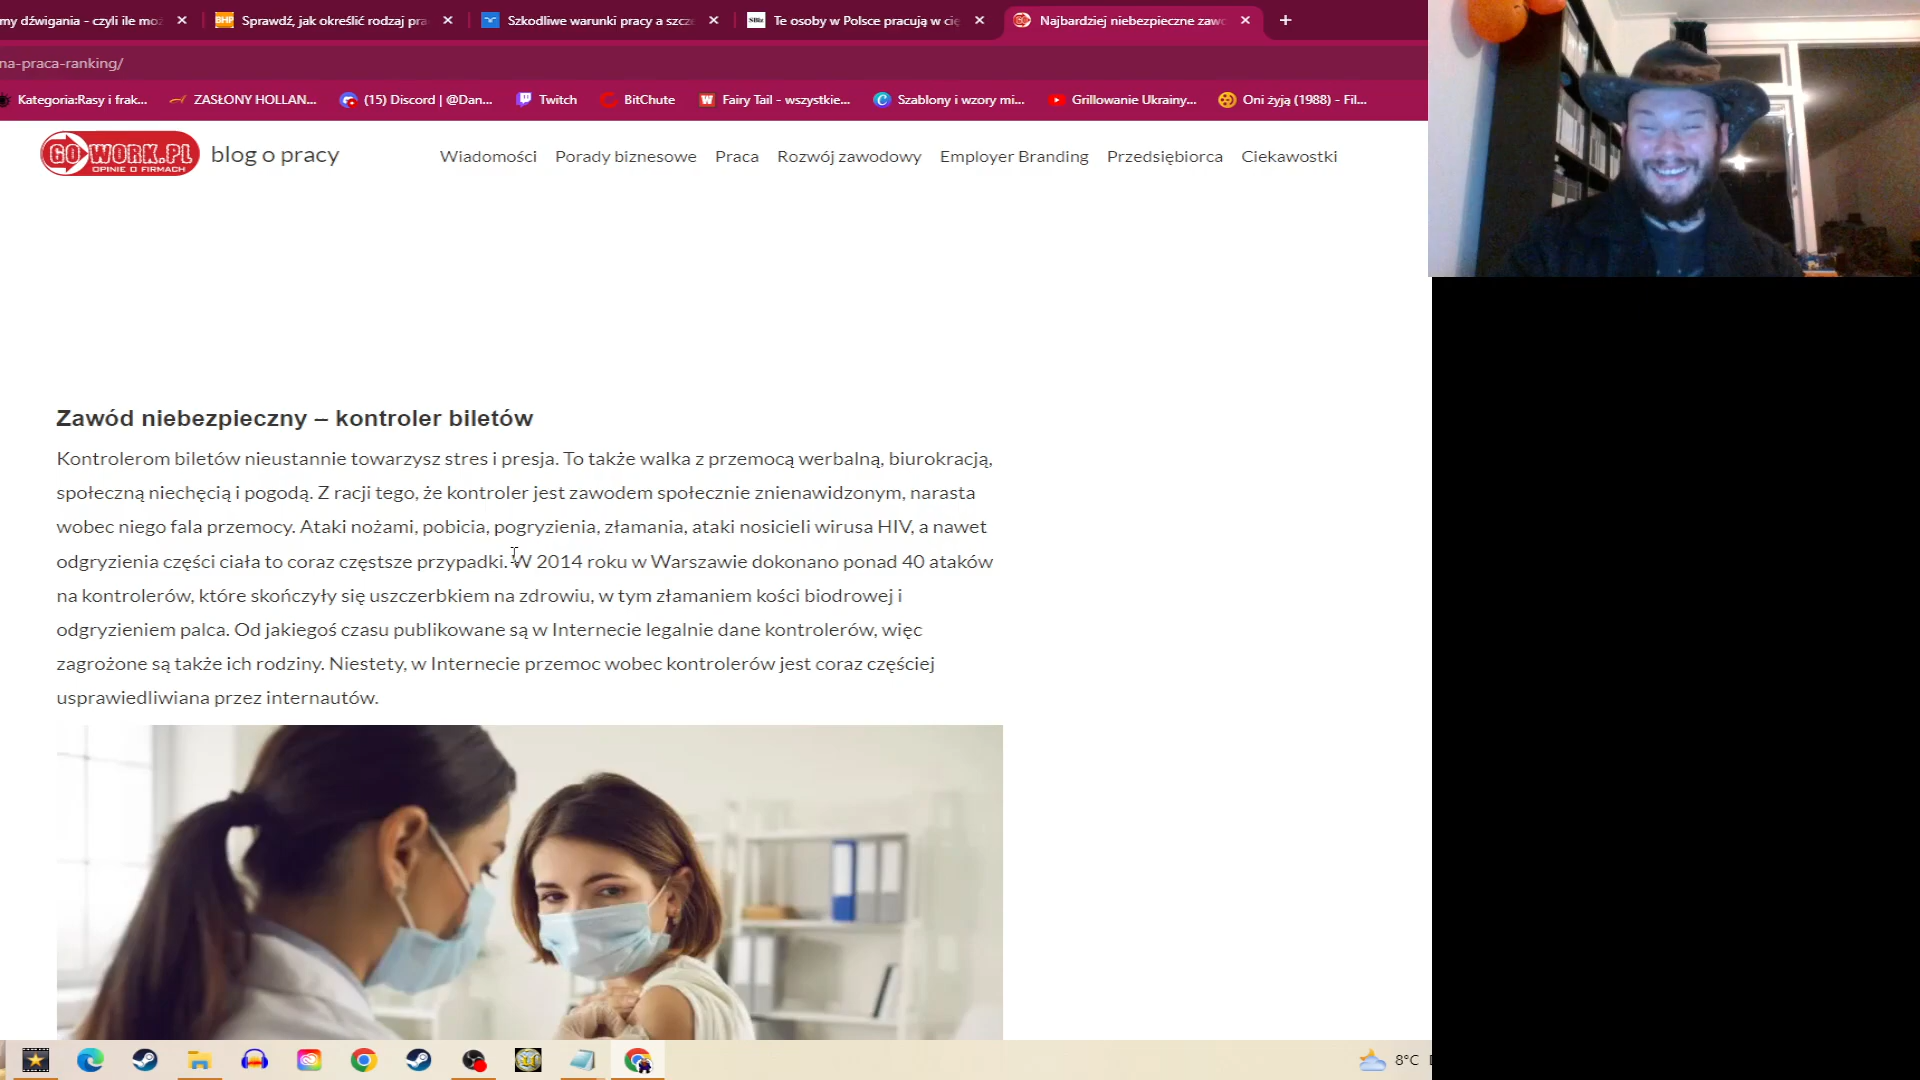 my dźwigania - czyli ile moż
Sprawdź, jak określić rodzaj pra
Szkodliwe warunki pracy a szcze
Te osoby w Polsce pracują w cię
Najbardziej niebezpieczne zawo
na-praca-ranking/
Kategoria:Rasy i frak...
ZASŁONY HOLLAN...
(15) Discord | @Dan...
Twitch
BitChute
Fairy Tail - wszystkie...
Szablony i wzory mi...
Grillowanie Ukrainy...
Oni żyją (1988) - Fil...
GOWORK.PL
OPINIE O FIRMACH
blog o pracy
Wiadomości
Porady biznesowe
Praca
Rozwój zawodowy
Employer Branding
Przedsiębiorca
Ciekawostki
Zawód niebezpieczny – kontroler biletów
Kontrolerom biletów nieustannie towarzysz stres i presja. To także walka z przemocą werbalną, biurokracją,
społeczną niechęcią i pogodą. Z racji tego, że kontroler jest zawodem społecznie znienawidzonym, narasta
wobec niego fala przemocy. Ataki nożami, pobicia, pogryzienia, złamania, ataki nosicieli wirusa HIV, a nawet
odgryzienia części ciała to coraz częstsze przypadki. W 2014 roku w Warszawie dokonano ponad 40 ataków
na kontrolerów, które skończyły się uszczerbkiem na zdrowiu, w tym złamaniem kości biodrowej i
odgryzieniem palca. Od jakiegoś czasu publikowane są w Internecie legalnie dane kontrolerów, więc
zagrożone są także ich rodziny. Niestety, w Internecie przemoc wobec kontrolerów jest coraz częściej
usprawiedliwiana przez internautów.
8°C